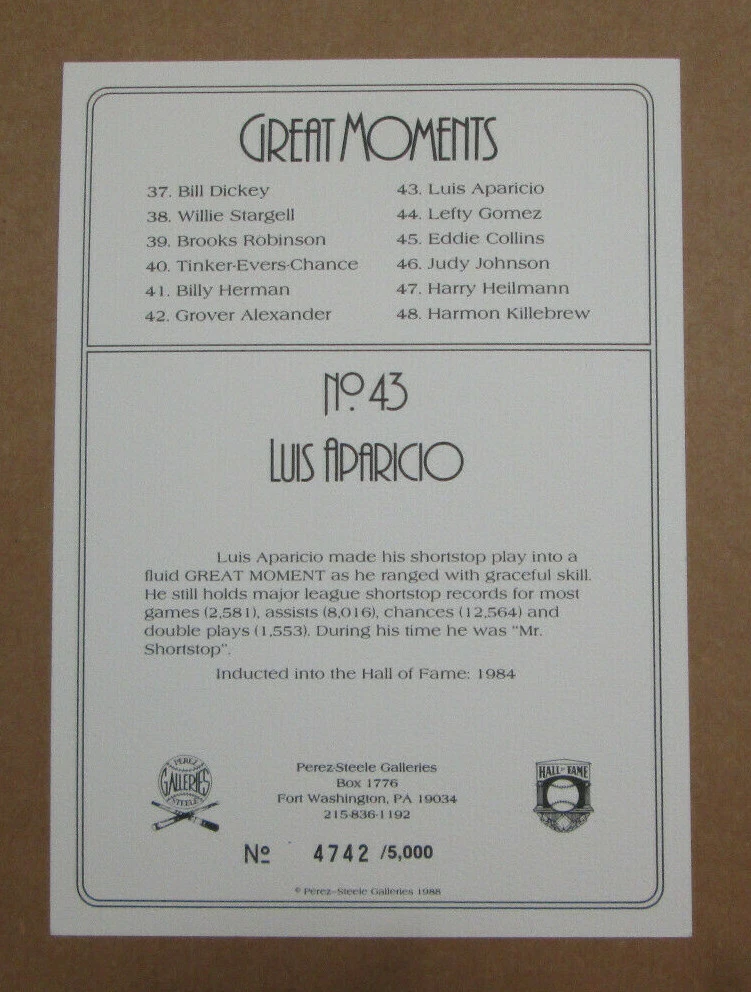 GREAT MOMENTS
37. Bill Dickey
38. Willie Stargell
39. Brooks Robinson
40. Tinker-Evers-Chance
41. Billy Herman
42. Grover Alexander
43. Luis Aparicio
44. Lefty Gomez
45. Eddie Collins
46. Judy Johnson
47. Harry Heilmann
48. Harmon Killebrew
Nº. 43
LUIS APARICIO
Luis Aparicio made his shortstop play into a
fluid GREAT MOMENT as he ranged with graceful skill.
He still holds major league shortstop records for most
games (2,581), assists (8,016), chances (12,564) and
double plays (1,553). During his time he was "Mr.
Shortstop".
Inducted into the Hall of Fame: 1984
PEREZ
GALLERIES
STEELE
Perez-Steele Galleries
Box 1776
Fort Washington, PA 19034
215-836-1192
HALL OF FAME
Nº 4742 /5,000
© Perez-Steele Galleries 1988